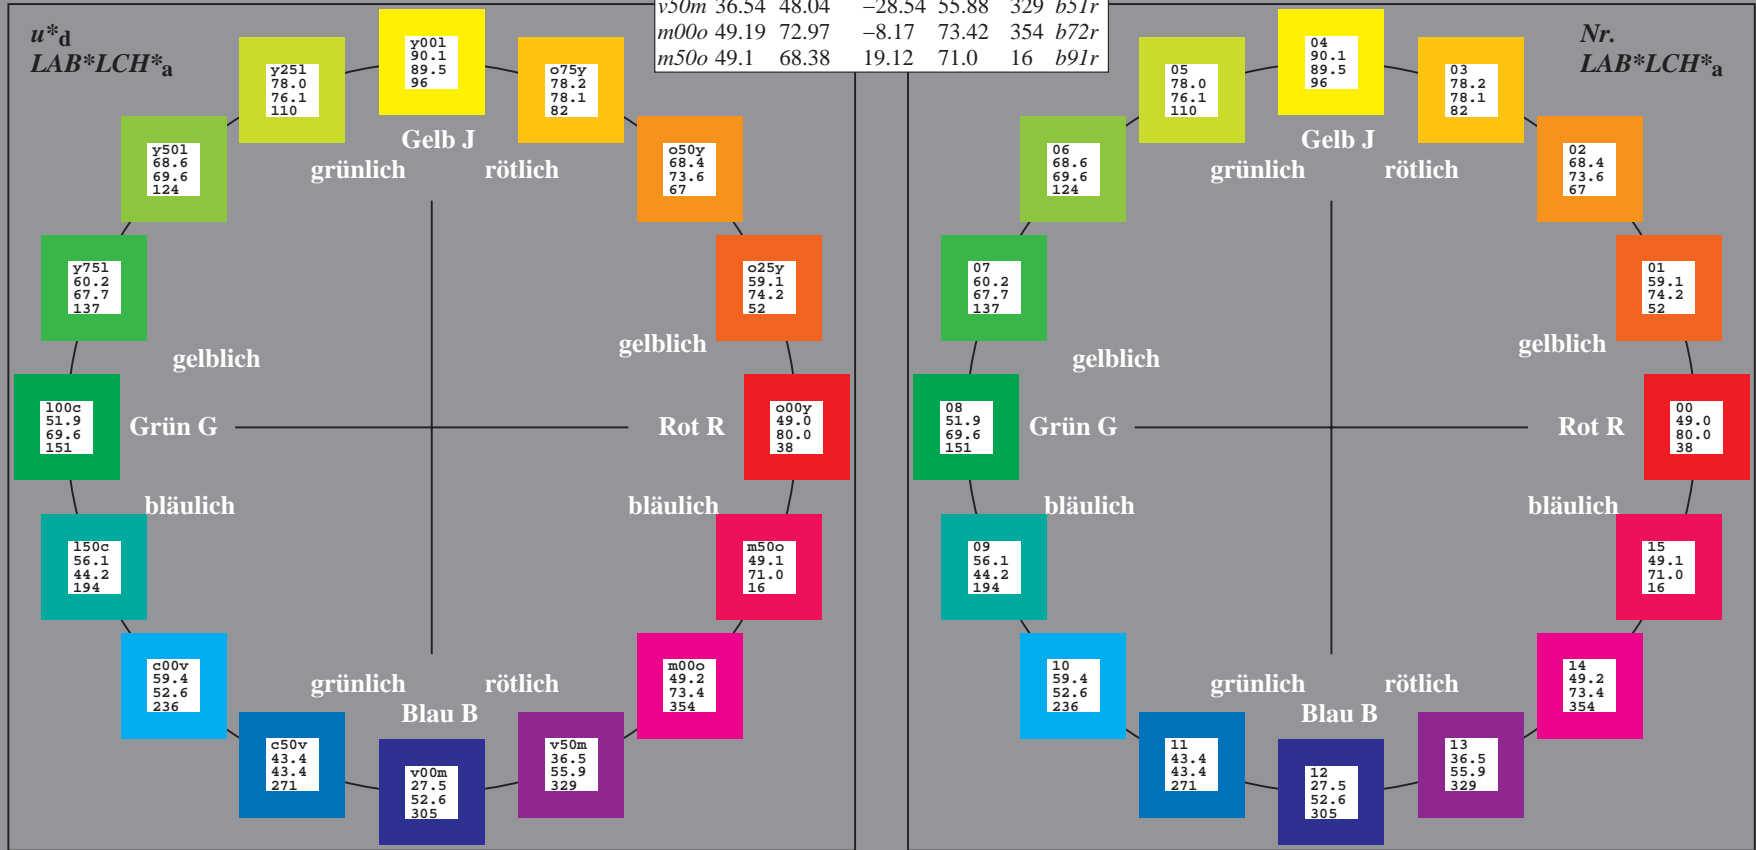 v50m 36.54 48.04 −28.54 55.88 329 b51r
m00o 49.19 72.97 −8.17 73.42 354 b72r
m50o 49.1 68.38 19.12 71.0 16 b91r
u*d
LAB*LCH*a
y00l
90.1
89.5
96
y25l
78.0
76.1
110
o75y
78.2
78.1
82
y50l
68.6
69.6
124
o50y
68.4
73.6
67
y75l
60.2
67.7
137
o25y
59.1
74.2
52
l00c
51.9
69.6
151
o00y
49.0
80.0
38
l50c
56.1
44.2
194
m50o
49.1
71.0
16
c00v
59.4
52.6
236
m00o
49.2
73.4
354
c50v
43.4
43.4
271
v00m
27.5
52.6
305
v50m
36.5
55.9
329
Gelb J
grünlich rötlich
gelblich
gelblich
Grün G
Rot R
bläulich
bläulich
grünlich rötlich
Blau B
Nr.
LAB*LCH*a
04
90.1
89.5
96
05
78.0
76.1
110
03
78.2
78.1
82
06
68.6
69.6
124
02
68.4
73.6
67
07
60.2
67.7
137
01
59.1
74.2
52
08
51.9
69.6
151
00
49.0
80.0
38
09
56.1
44.2
194
15
49.1
71.0
16
10
59.4
52.6
236
14
49.2
73.4
354
11
43.4
43.4
271
12
27.5
52.6
305
13
36.5
55.9
329
Gelb J
grünlich rötlich
gelblich
gelblich
Grün G
Rot R
bläulich
bläulich
grünlich rötlich
Blau B